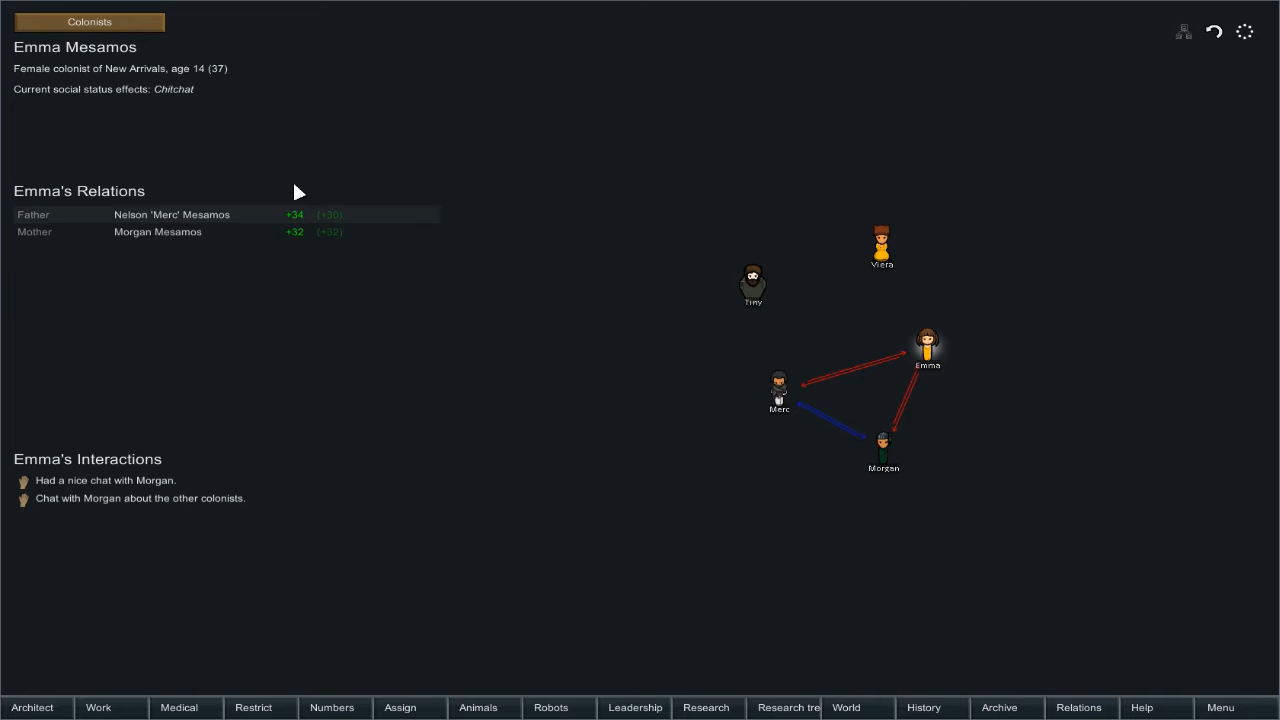 Colonists
Emma Mesamos
Female colonist of New Arrivals, age 14 (37)
Current social status effects: Chitchat
Emma's Relations
Father Nelson 'Merc' Mesamos +34 (+30)
Mother Morgan Mesamos +32 (+32)
Viera
Tiny
Emma
Merc
Morgan
Emma's Interactions
Had a nice chat with Morgan.
Chat with Morgan about the other colonists.
Architect Work Medical Restrict Numbers Assign Animals Robots Leadership Research Research tre World History Archive Relations Help Menu